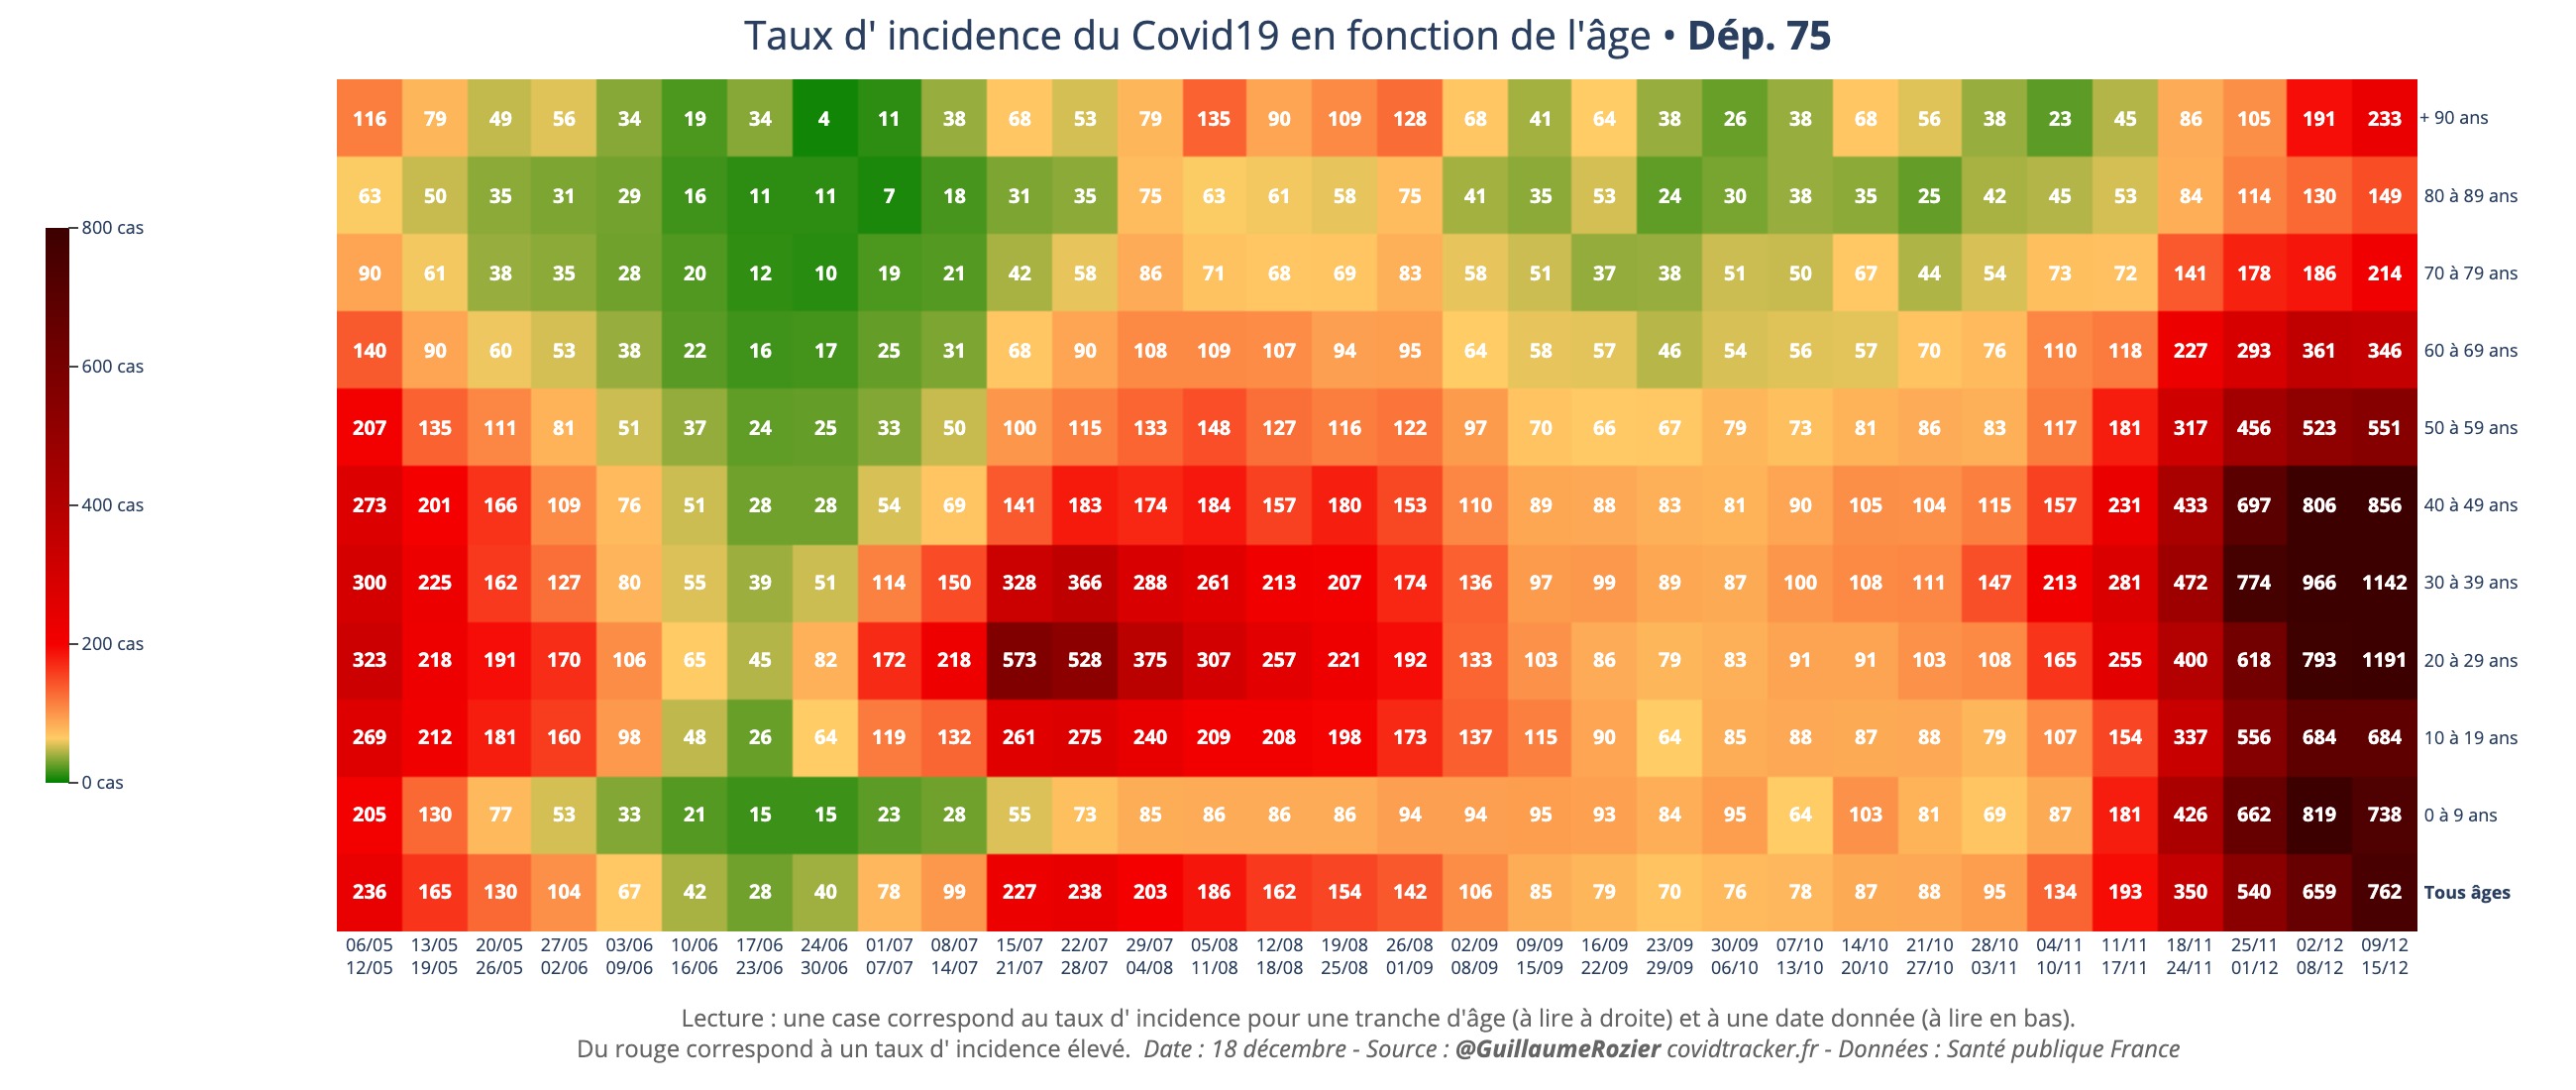 Taux d' incidence du Covid19 en fonction de l'âge • Dép. 75
116 79 49 56 34 19 34 4 11 38 68 53 79 135 90 109 128 68 41 64 38 26 38 68 56 38 23 45 86 105 191 233 + 90 ans
63 50 35 31 29 16 11 11 7 18 31 35 75 63 61 58 75 41 35 53 24 30 38 35 25 42 45 53 84 114 130 149 80 à 89 ans
90 61 38 35 28 20 12 10 19 21 42 58 86 71 68 69 83 58 51 37 38 51 50 67 44 54 73 72 141 178 186 214 70 à 79 ans
140 90 60 53 38 22 16 17 25 31 68 90 108 109 107 94 95 64 58 57 46 54 56 57 70 76 110 118 227 293 361 346 60 à 69 ans
207 135 111 81 51 37 24 25 33 50 100 115 133 148 127 116 122 97 70 66 67 79 73 81 86 83 117 181 317 456 523 551 50 à 59 ans
273 201 166 109 76 51 28 28 54 69 141 183 174 184 157 180 153 110 89 88 83 81 90 105 104 115 157 231 433 697 806 856 40 à 49 ans
300 225 162 127 80 55 39 51 114 150 328 366 288 261 213 207 174 136 97 99 89 87 100 108 111 147 213 281 472 774 966 1142 30 à 39 ans
323 218 191 170 106 65 45 82 172 218 573 528 375 307 257 221 192 133 103 86 79 83 91 91 103 108 165 255 400 618 793 1191 20 à 29 ans
269 212 181 160 98 48 26 64 119 132 261 275 240 209 208 198 173 137 115 90 64 85 88 87 88 79 107 154 337 556 684 684 10 à 19 ans
205 130 77 53 33 21 15 15 23 28 55 73 85 86 86 86 94 94 95 93 84 95 64 103 81 69 87 181 426 662 819 738 0 à 9 ans
236 165 130 104 67 42 28 40 78 99 227 238 203 186 162 154 142 106 85 79 70 76 78 87 88 95 134 193 350 540 659 762 Tous âges
06/05 13/05 20/05 27/05 03/06 10/06 17/06 24/06 01/07 08/07 15/07 22/07 29/07 05/08 12/08 19/08 26/08 02/09 09/09 16/09 23/09 30/09 07/10 14/10 21/10 28/10 04/11 11/11 18/11 25/11 02/12 09/12
12/05 19/05 26/05 02/06 09/06 16/06 23/06 30/06 07/07 14/07 21/07 28/07 04/08 11/08 18/08 25/08 01/09 08/09 15/09 22/09 29/09 06/10 13/10 20/10 27/10 03/11 10/11 17/11 24/11 01/12 08/12 15/12
800 cas
600 cas
400 cas
200 cas
0 cas
Lecture : une case correspond au taux d' incidence pour une tranche d'âge (à lire à droite) et à une date donnée (à lire en bas).
Du rouge correspond à un taux d' incidence élevé. Date : 18 décembre - Source : @GuillaumeRozier covidtracker.fr - Données : Santé publique France